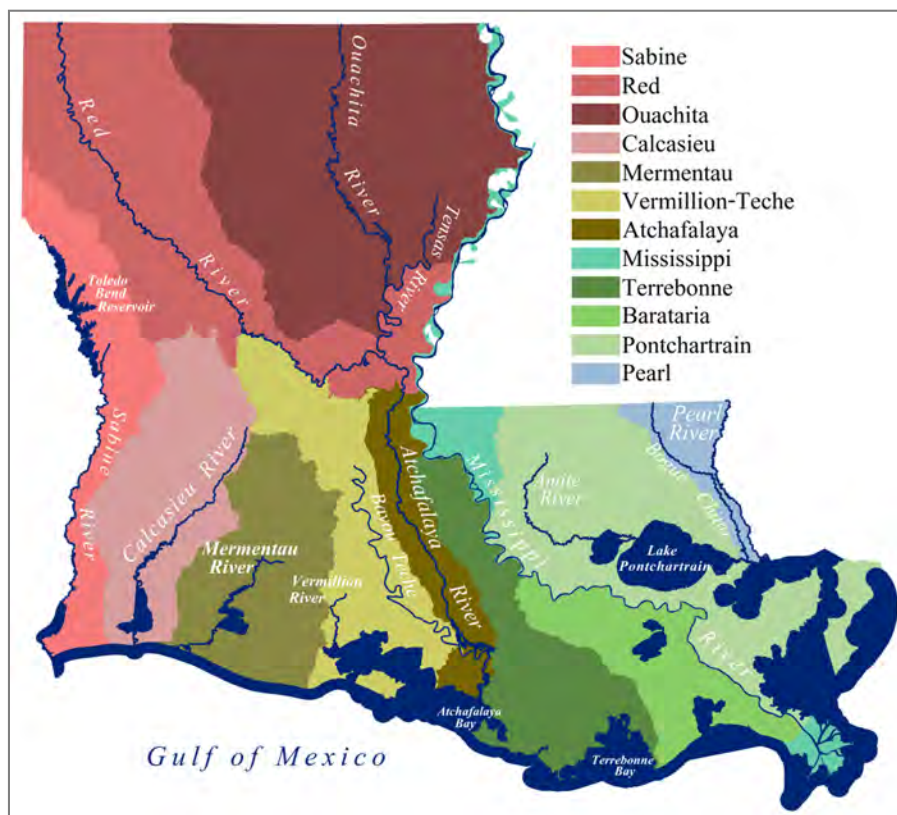 Sabine
Red
Ouachita
Calcasieu
Mermentau
Vermillion-Teche
Atchafalaya
Mississippi
Terrebonne
Barataria
Pontchartrain
Pearl
Red
River
Ouachita
River
Tensas
River
Toledo
Bend
Reservoir
Sabine
River
Calcasieu River
Mermentau
River
Vermillion
River
Bayou Teche
Atchafalaya
River
Mississippi
River
Amite
River
Pearl
River
Bogue Chitto
Lake
Pontchartrain
Atchafalaya
Bay
Terrebonne
Bay
Gulf of Mexico